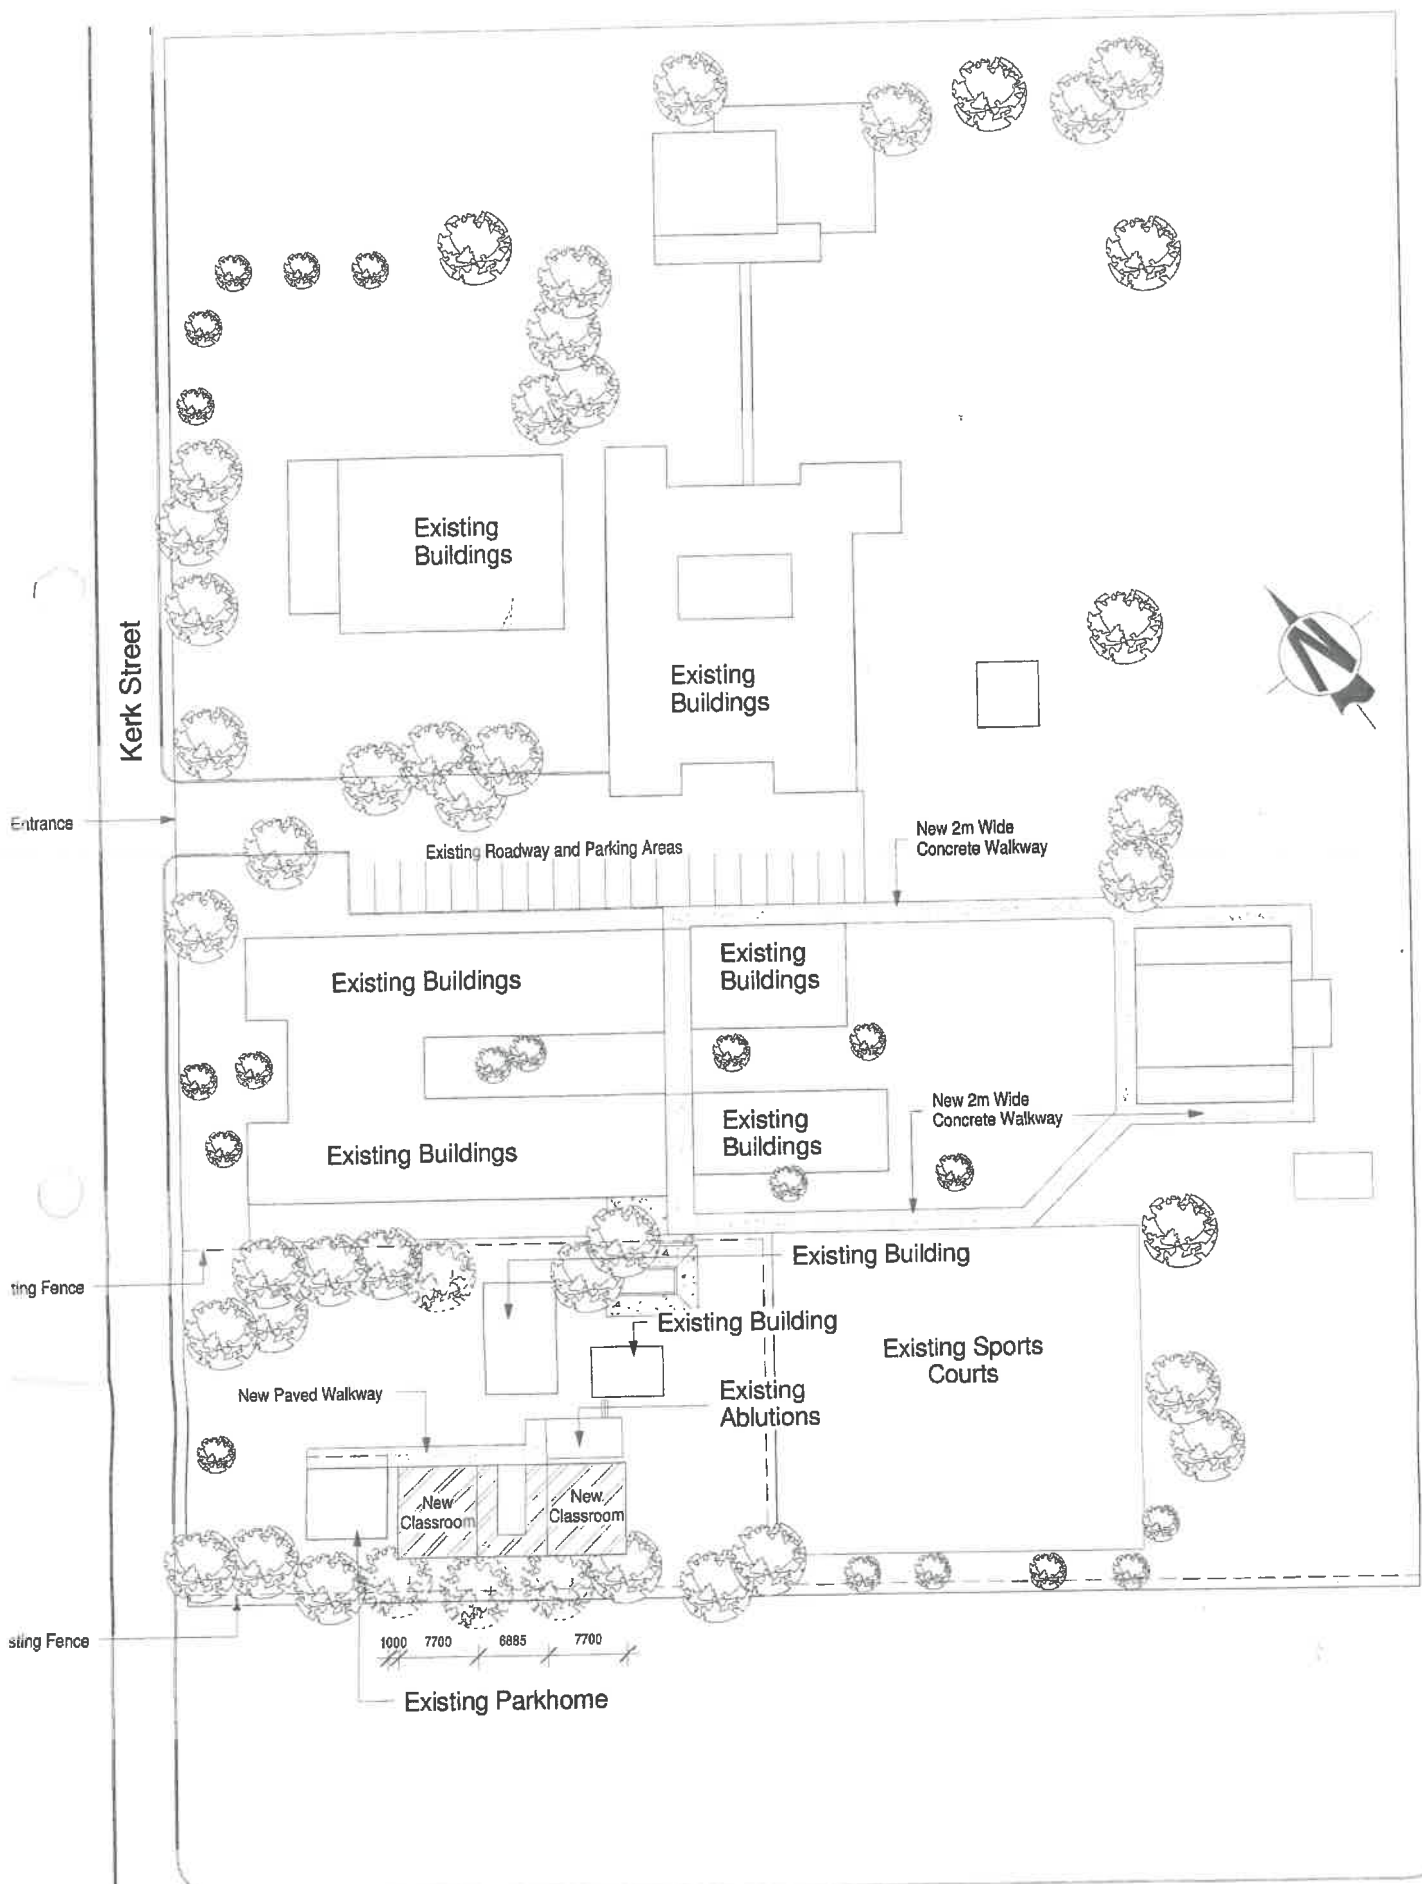 Existing
Buildings
Existing
Buildings
Kerk Street
N
Entrance
Existing Roadway and Parking Areas
New 2m Wide
Concrete Walkway
Existing Buildings
Existing
Buildings
New 2m Wide
Concrete Walkway
Existing Buildings
Existing
Buildings
ting Fence
Existing Building
Existing Building
Existing Sports
Courts
New Paved Walkway
Existing
Ablutions
New
Classroom
New
Classroom
sting Fence
1000 7700 6885 7700
Existing Parkhome